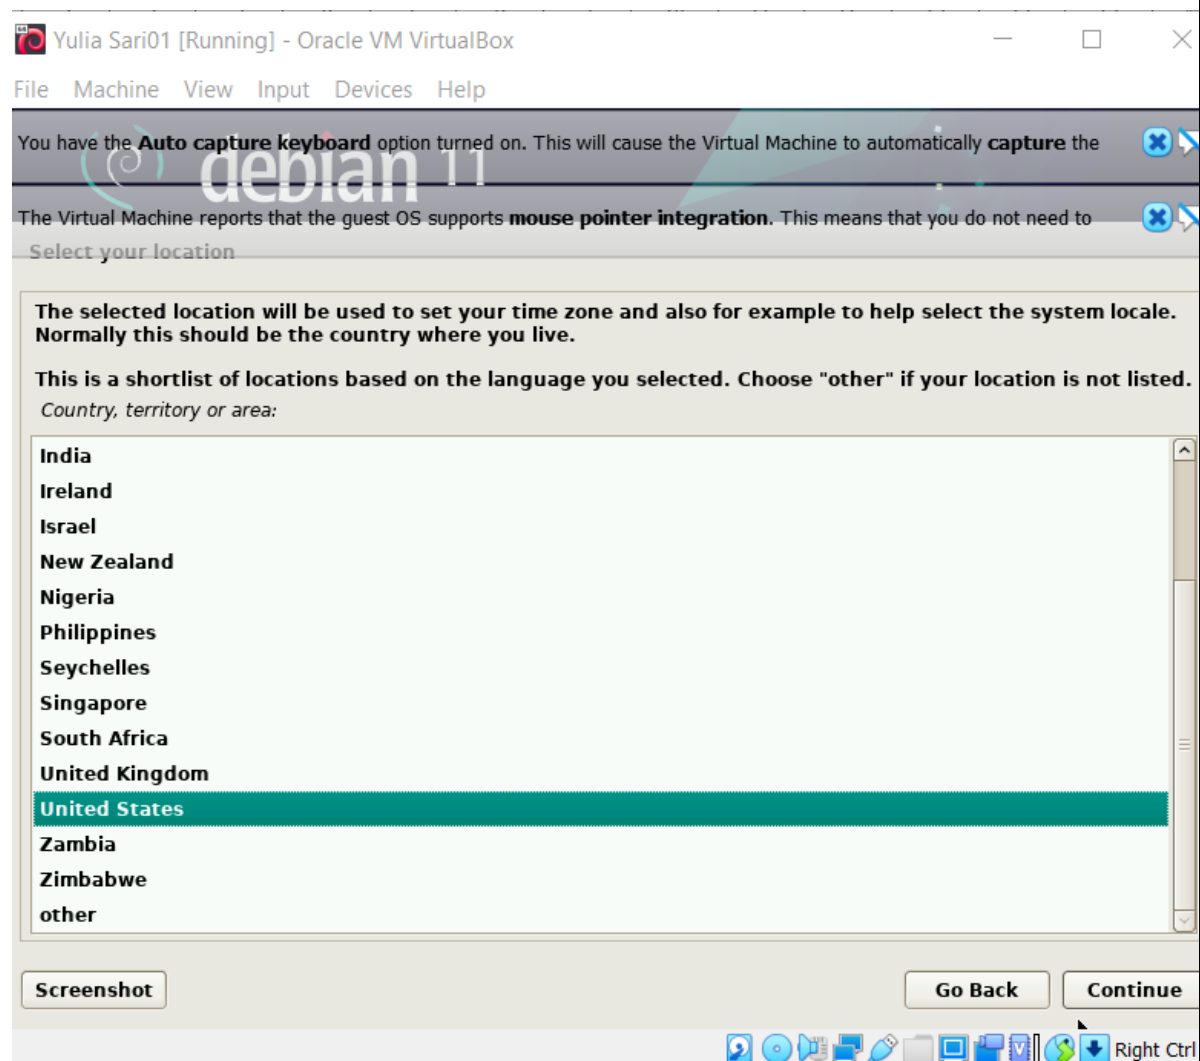 Yulia Sari01 [Running] - Oracle VM VirtualBox
File Machine View Input Devices Help
You have the Auto capture keyboard option turned on. This will cause the Virtual Machine to automatically capture the
debian 11
The Virtual Machine reports that the guest OS supports mouse pointer integration. This means that you do not need to
Select your location
The selected location will be used to set your time zone and also for example to help select the system locale.
Normally this should be the country where you live.
This is a shortlist of locations based on the language you selected. Choose "other" if your location is not listed.
Country, territory or area:
India
Ireland
Israel
New Zealand
Nigeria
Philippines
Seychelles
Singapore
South Africa
United Kingdom
United States
Zambia
Zimbabwe
other
Screenshot Go Back Continue
Right Ctrl